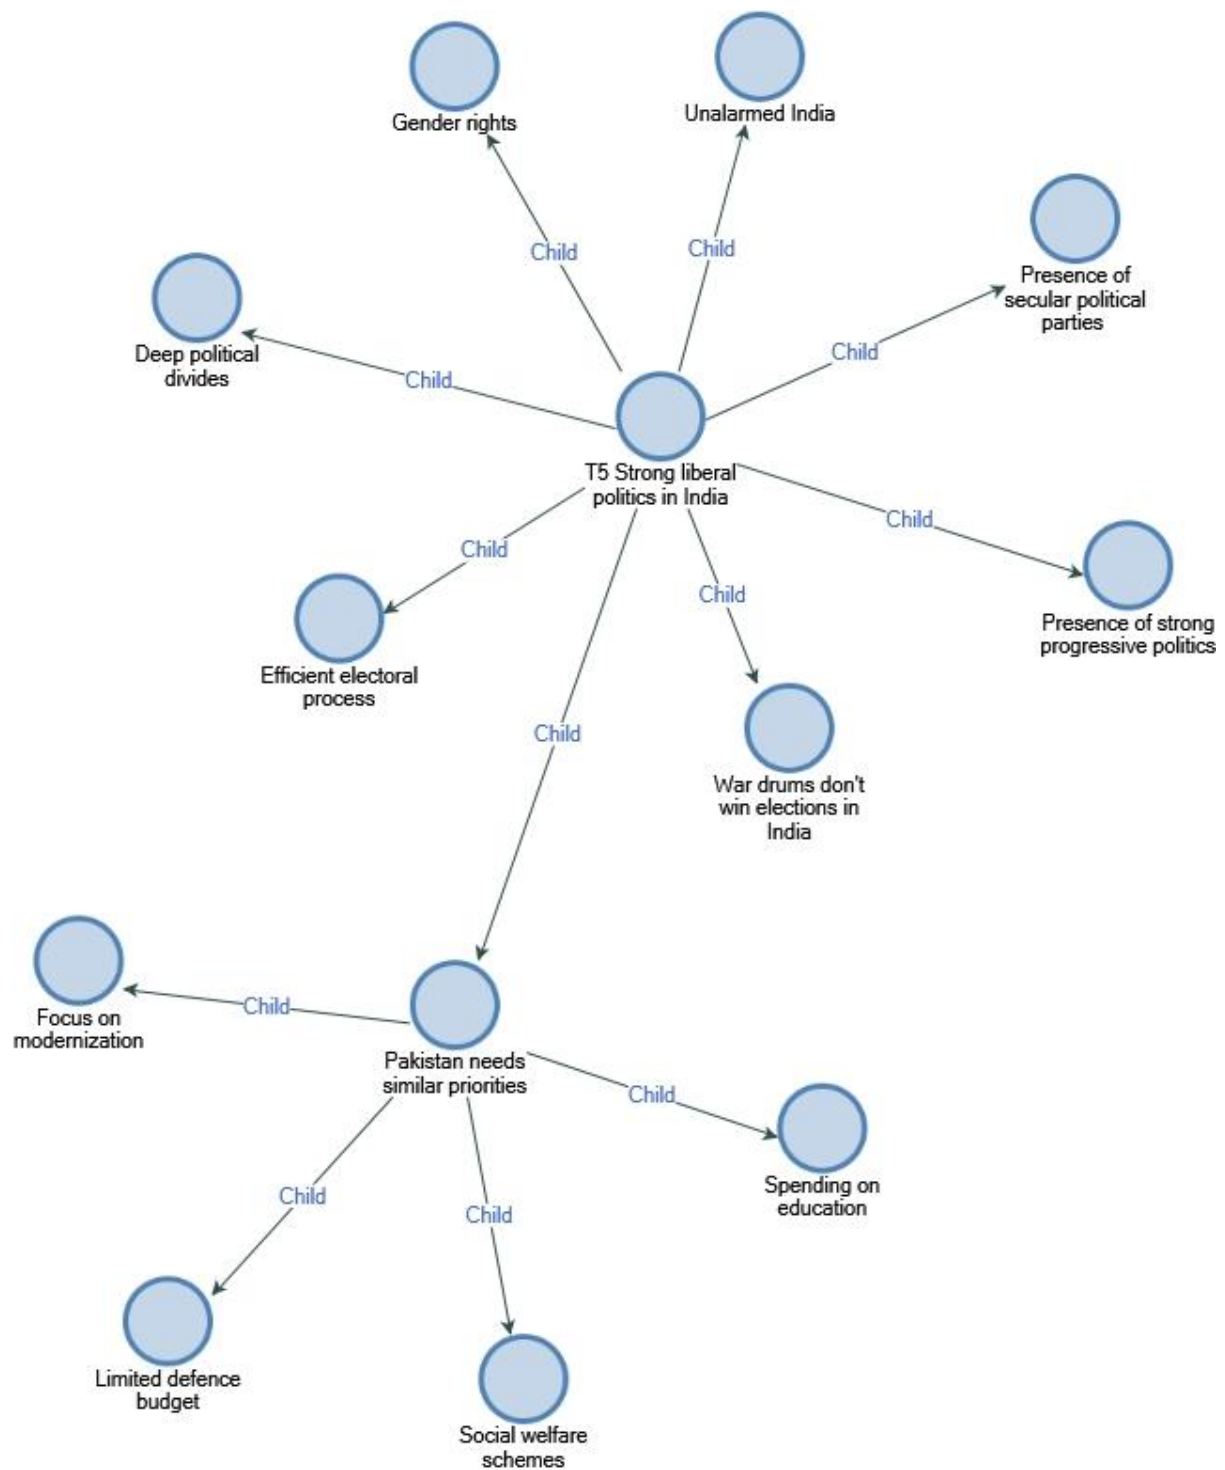 Gender rights
Unalarmed India
Child
Child
Presence of
secular political
parties
Deep political
divides
Child
Child
T5 Strong liberal
politics in India
Child
Child
Presence of strong
progressive politics
Efficient electoral
process
Child
Child
War drums don't
win elections in
India
Focus on
modernization
Child
Pakistan needs
similar priorities
Child
Spending on
education
Child
Child
Limited defence
budget
Social welfare
schemes